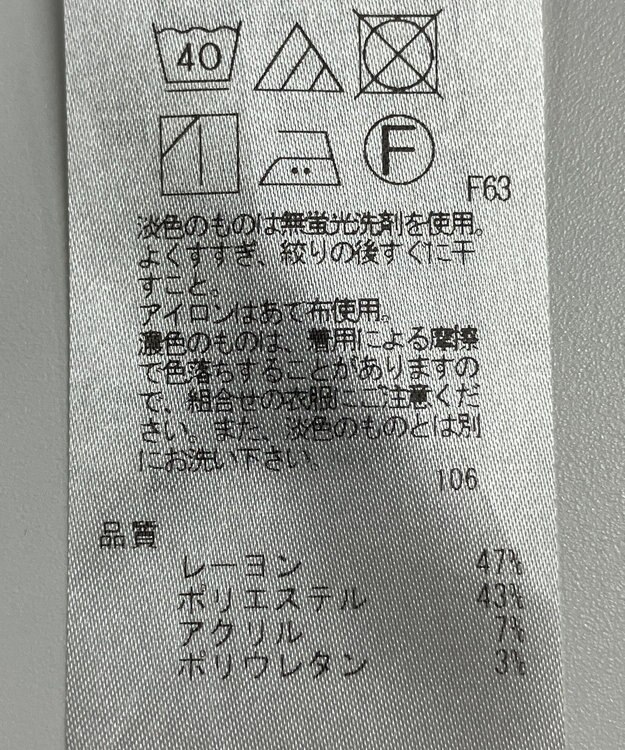 40
F
F63
淡色のものは無蛍光洗剤を使用。
よくすすぎ、絞りの後すぐに干
すこと。
アイロンはあて布使用。
濃色のものは、着用による摩擦
で色落ちすることがありますの
で、組合せの衣服にご注意くだ
さい。また、淡色のものとは別
にお洗い下さい。
106
品質
レーヨン 47%
ポリエステル 43%
アクリル 7%
ポリウレタン 3%